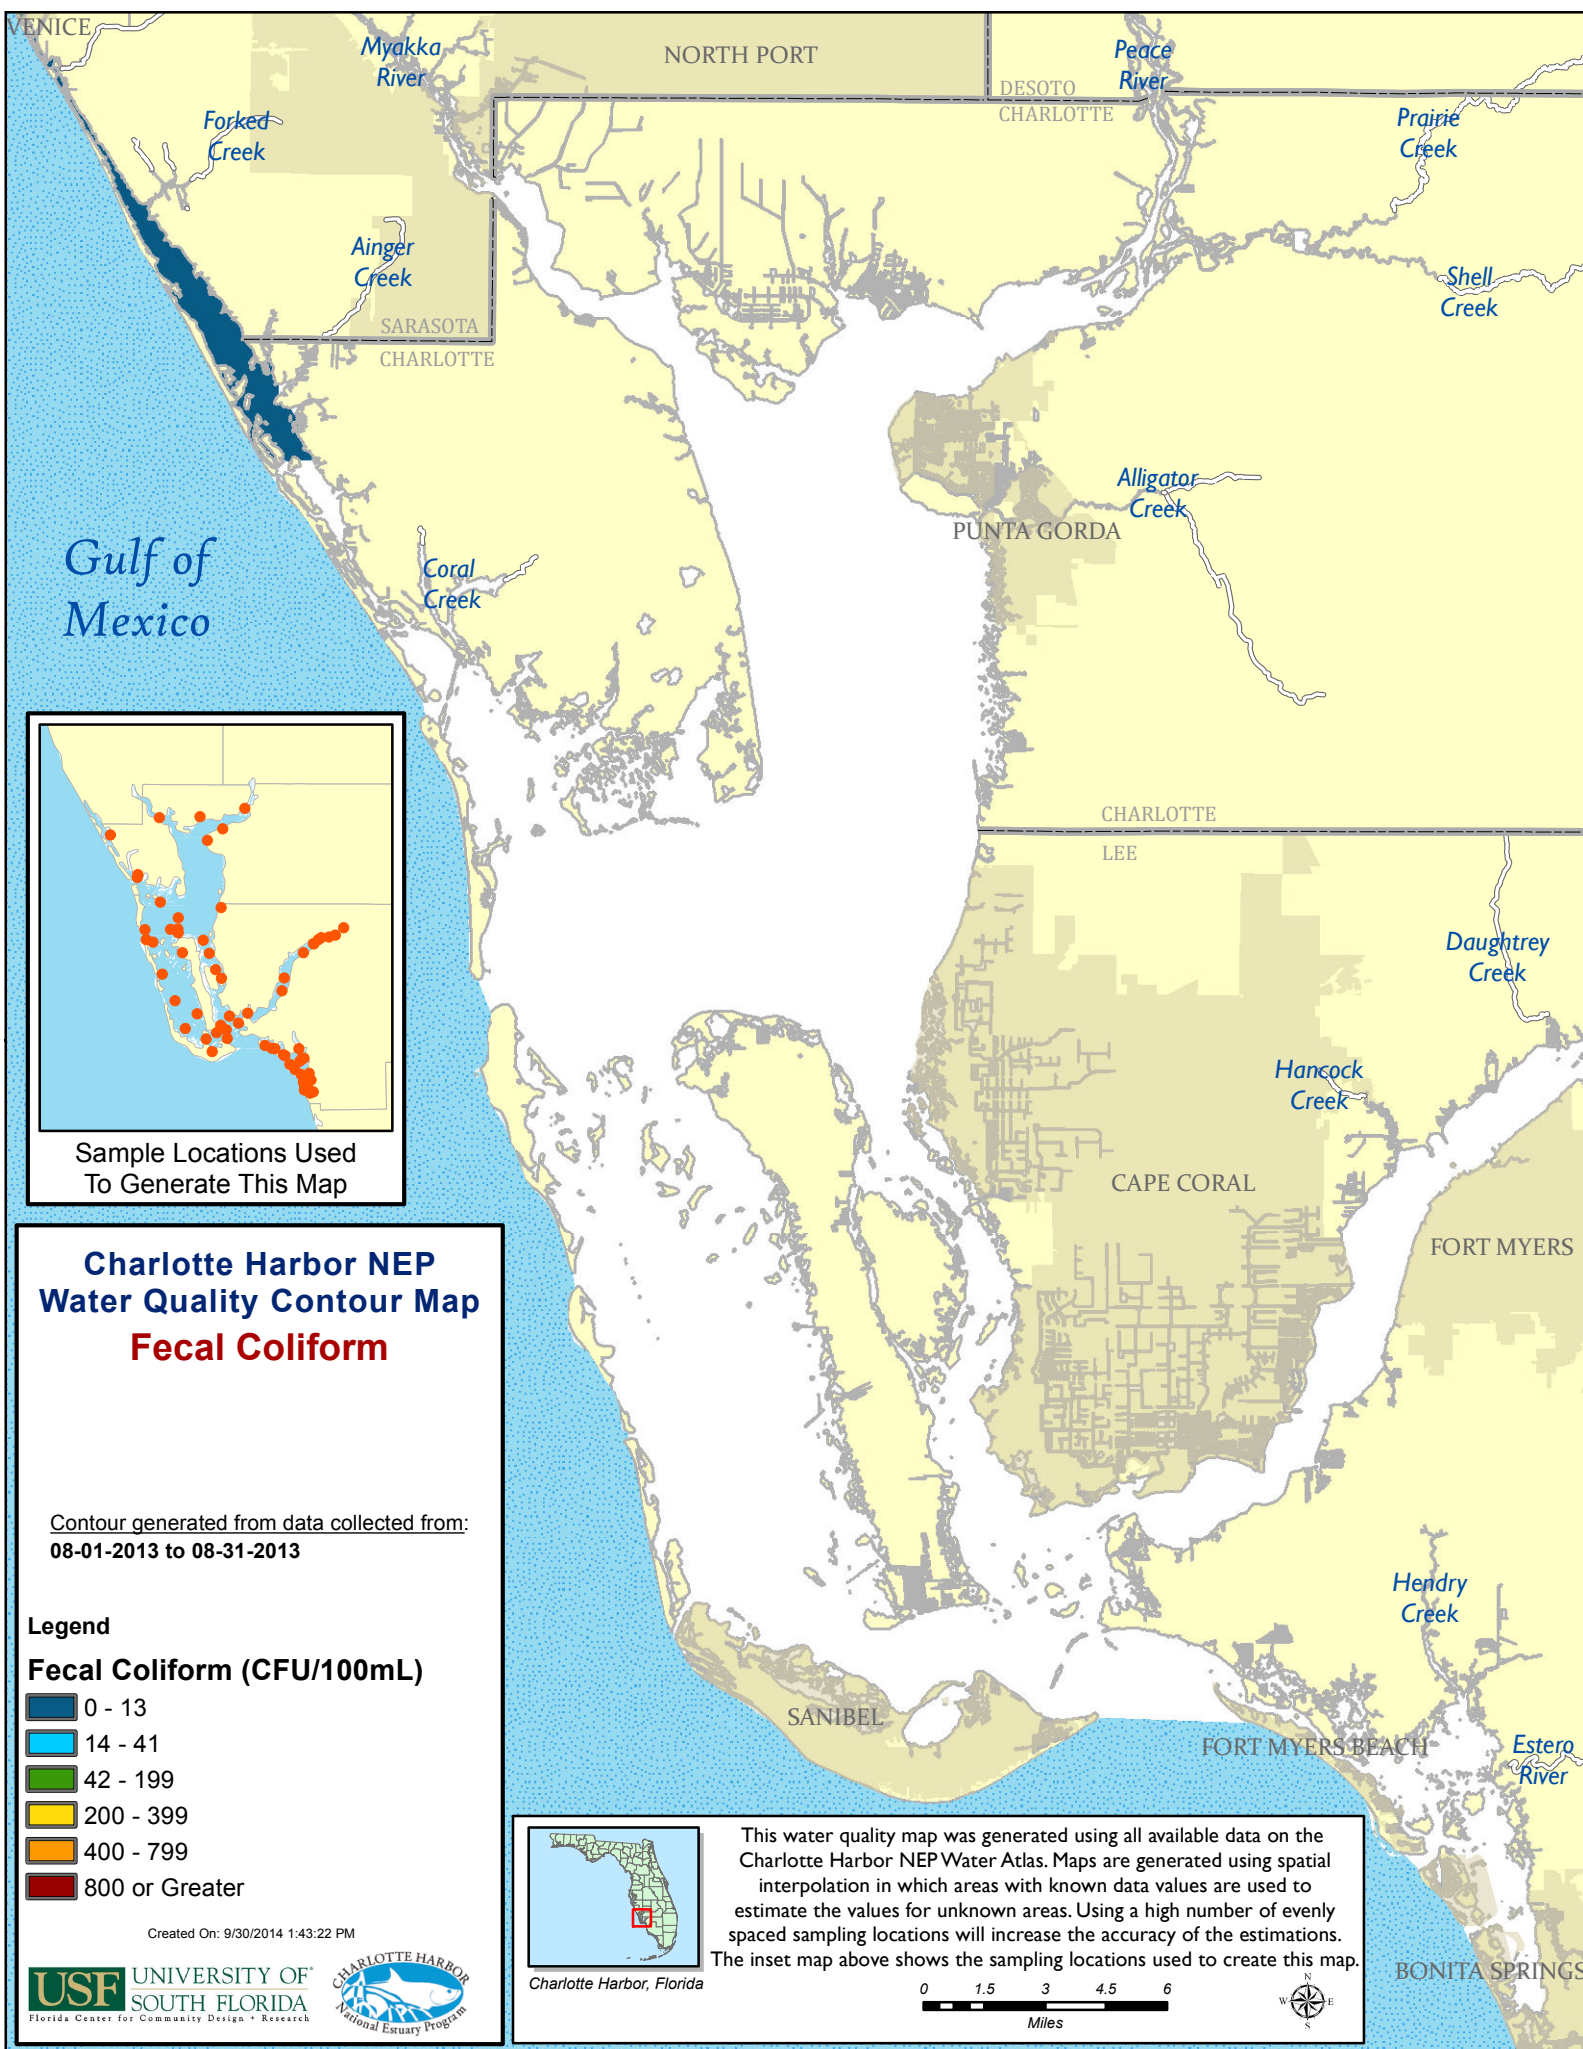 VENICE
Myakka
River
NORTH PORT
Peace
River
DESOTO
CHARLOTTE
Forked
Creek
Prairie
Creek
Ainger
Creek
Shell
Creek
SARASOTA
CHARLOTTE
Alligator
Creek
PUNTA GORDA
Gulf of
Mexico
Coral
Creek
CHARLOTTE
LEE
Daughtrey
Creek
Hancock
Creek
CAPE CORAL
FORT MYERS
Sample Locations Used
To Generate This Map
Charlotte Harbor NEP
Water Quality Contour Map
Fecal Coliform
Contour generated from data collected from:
08-01-2013 to 08-31-2013
Legend
Fecal Coliform (CFU/100mL)
0 - 13
14 - 41
42 - 199
200 - 399
400 - 799
800 or Greater
Created On: 9/30/2014 1:43:22 PM
USF UNIVERSITY OF
SOUTH FLORIDA
Florida Center for Community Design + Research
CHARLOTTE HARBOR
National Estuary Program
Hendry
Creek
SANIBEL
FORT MYERS BEACH
Estero
River
BONITA SPRINGS
Charlotte Harbor, Florida
This water quality map was generated using all available data on the
Charlotte Harbor NEP Water Atlas. Maps are generated using spatial
interpolation in which areas with known data values are used to
estimate the values for unknown areas. Using a high number of evenly
spaced sampling locations will increase the accuracy of the estimations.
The inset map above shows the sampling locations used to create this map.
0 1.5 3 4.5 6
Miles
N
W E
S